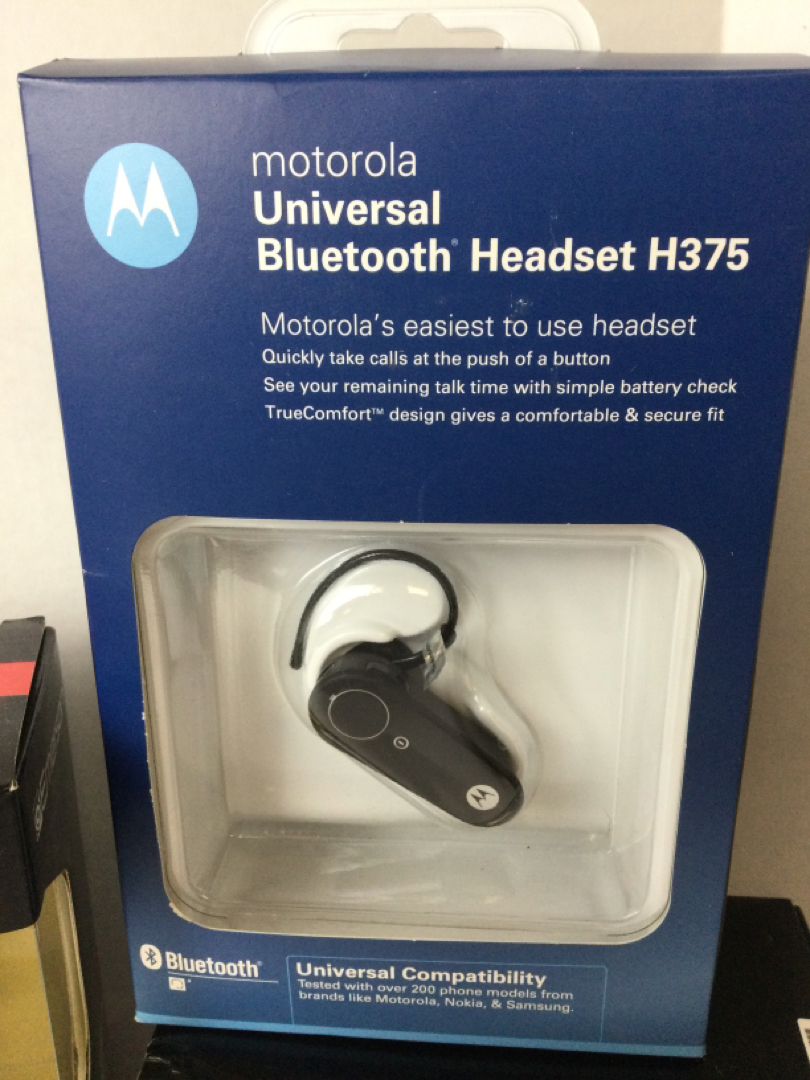 motorola
Universal
Bluetooth® Headset H375
Motorola's easiest to use headset
Quickly take calls at the push of a button
See your remaining talk time with simple battery check
TrueComfort™ design gives a comfortable & secure fit
Bluetooth®
Universal Compatibility
Tested with over 200 phone models from
brands like Motorola, Nokia, & Samsung.